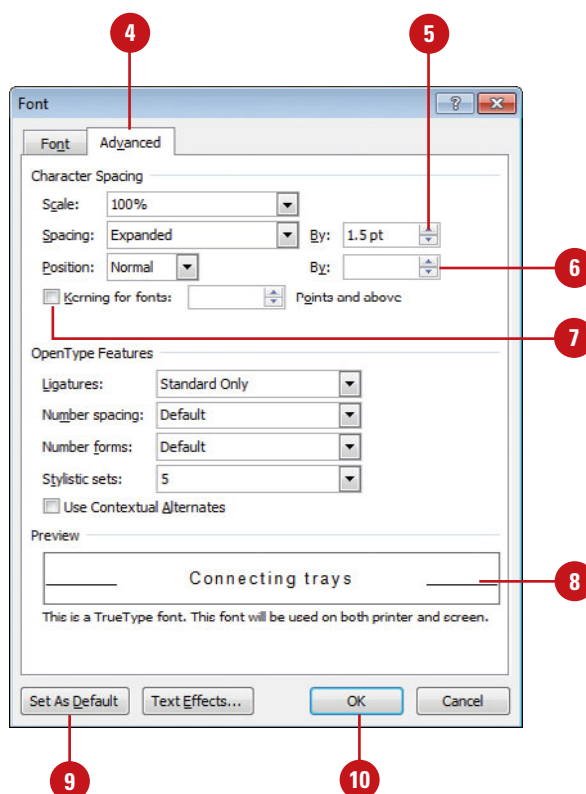 4 5
Font
Font Advanced
Character Spacing
Scale: 100%
Spacing: Expanded By: 1.5 pt
Position: Normal By:
6
Kerning for fonts: Points and above
7
OpenType Features
Ligatures: Standard Only
Number spacing: Default
Number forms: Default
Stylistic sets: 5
Use Contextual Alternates
Preview
Connecting trays
8
This is a TrueType font. This font will be used on both printer and screen.
Set As Default Text Effects... OK Cancel
9 10